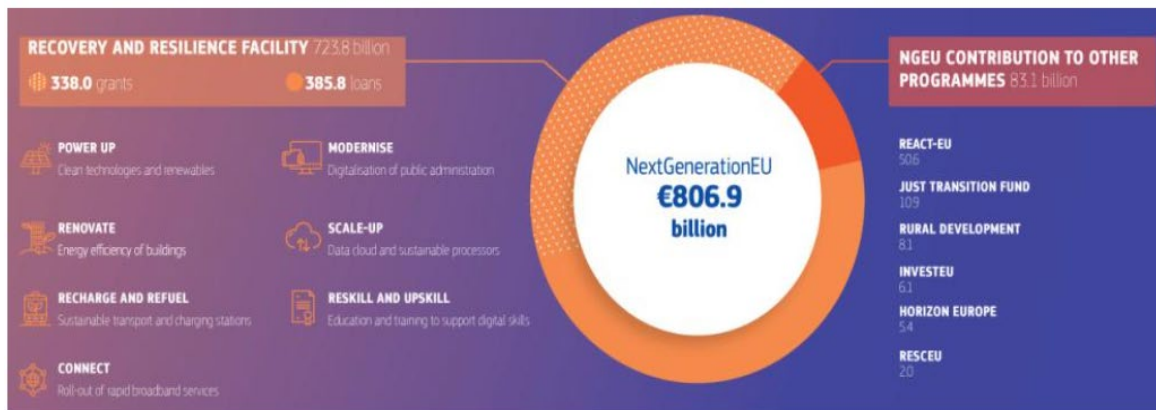 RECOVERY AND RESILIENCE FACILITY 723.8 billion
338.0 grants
385.8 loans
POWER UP
Clean technologies and renewables
MODERNISE
Digitalisation of public administration
RENOVATE
Energy efficiency of buildings
SCALE-UP
Data cloud and sustainable processors
RECHARGE AND REFUEL
Sustainable transport and charging stations
RESKILL AND UPSKILL
Education and training to support digital skills
CONNECT
Roll-out of rapid broadband services
NextGenerationEU
€806.9
billion
NGEU CONTRIBUTION TO OTHER
PROGRAMMES 83.1 billion
REACT-EU
50.6
JUST TRANSITION FUND
10.9
RURAL DEVELOPMENT
8.1
INVESTEU
6.1
HORIZON EUROPE
5.4
RESCEU
2.0